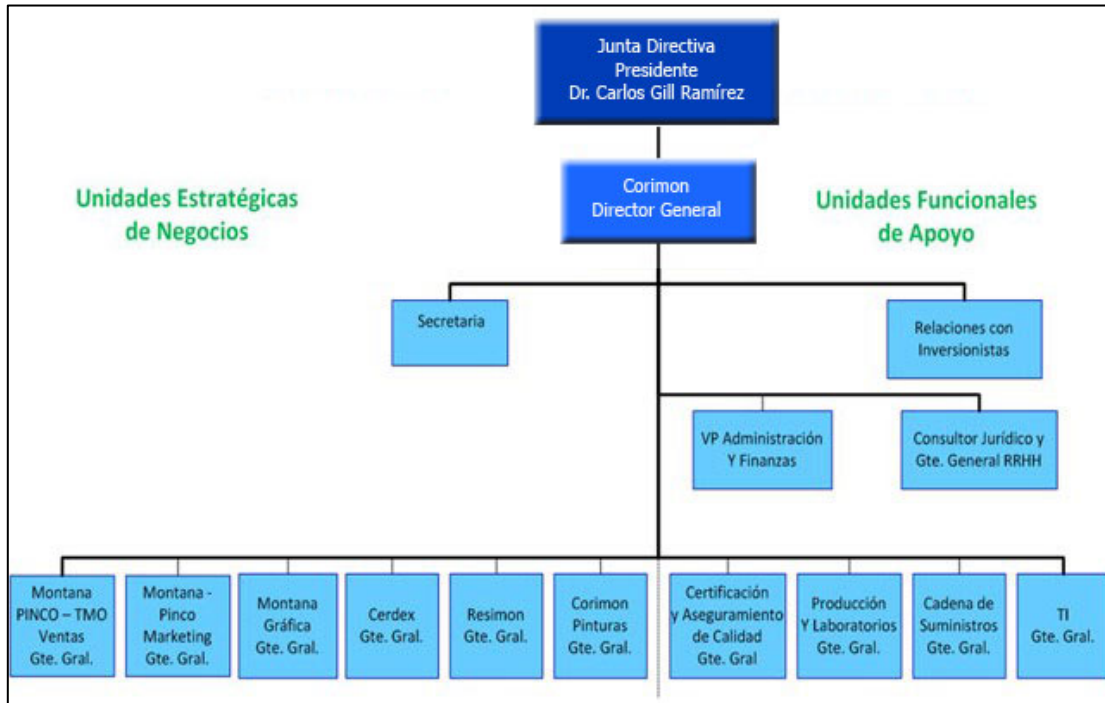 Junta Directiva
Presidente
Dr. Carlos Gill Ramírez
Corimon
Director General
Unidades Estratégicas
de Negocios
Unidades Funcionales
de Apoyo
Secretaria
Relaciones con
Inversionistas
VP Administración
Y Finanzas
Consultor Jurídico y
Gte. General RRHH
Montana
PINCO – TMO
Ventas
Gte. Gral.
Montana -
Pinco
Marketing
Gte. Gral.
Montana
Gráfica
Gte. Gral.
Cerdex
Gte. Gral.
Resimon
Gte. Gral.
Corimon
Pinturas
Gte. Gral.
Certificación
y Aseguramiento
de Calidad
Gte. Gral
Producción
Y Laboratorios
Gte. Gral.
Cadena de
Suministros
Gte. Gral.
TI
Gte. Gral.